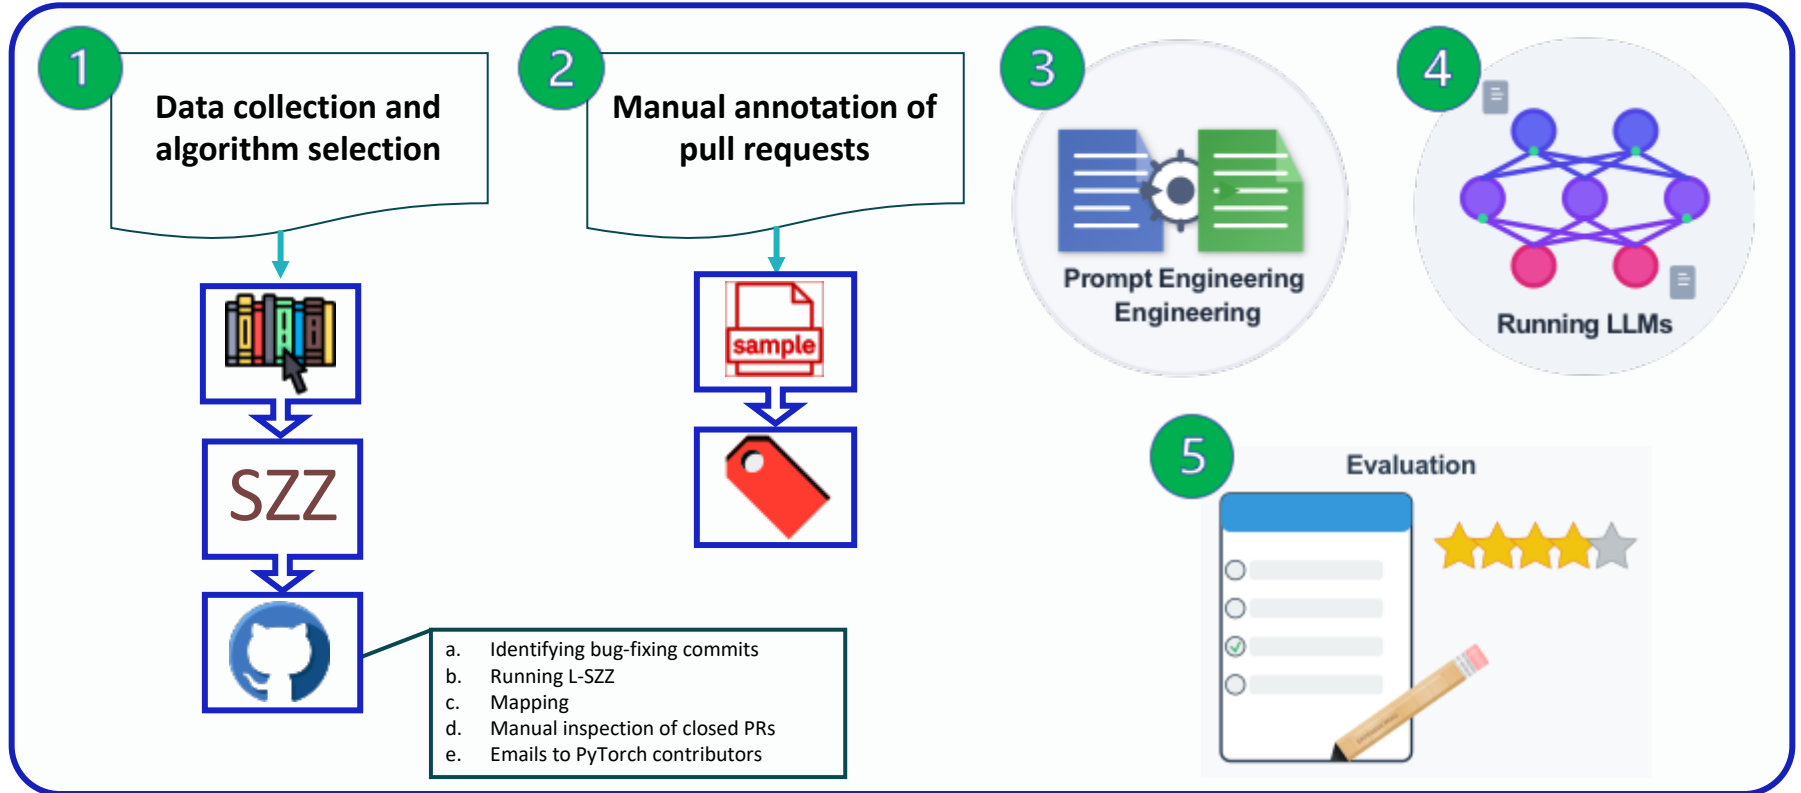 1
Data collection and
algorithm selection
SZZ
a. Identifying bug-fixing commits
b. Running L-SZZ
c. Mapping
d. Manual inspection of closed PRs
e. Emails to PyTorch contributors
2
Manual annotation of
pull requests
sample
3
Prompt Engineering
Engineering
4
Running LLMs
5
Evaluation